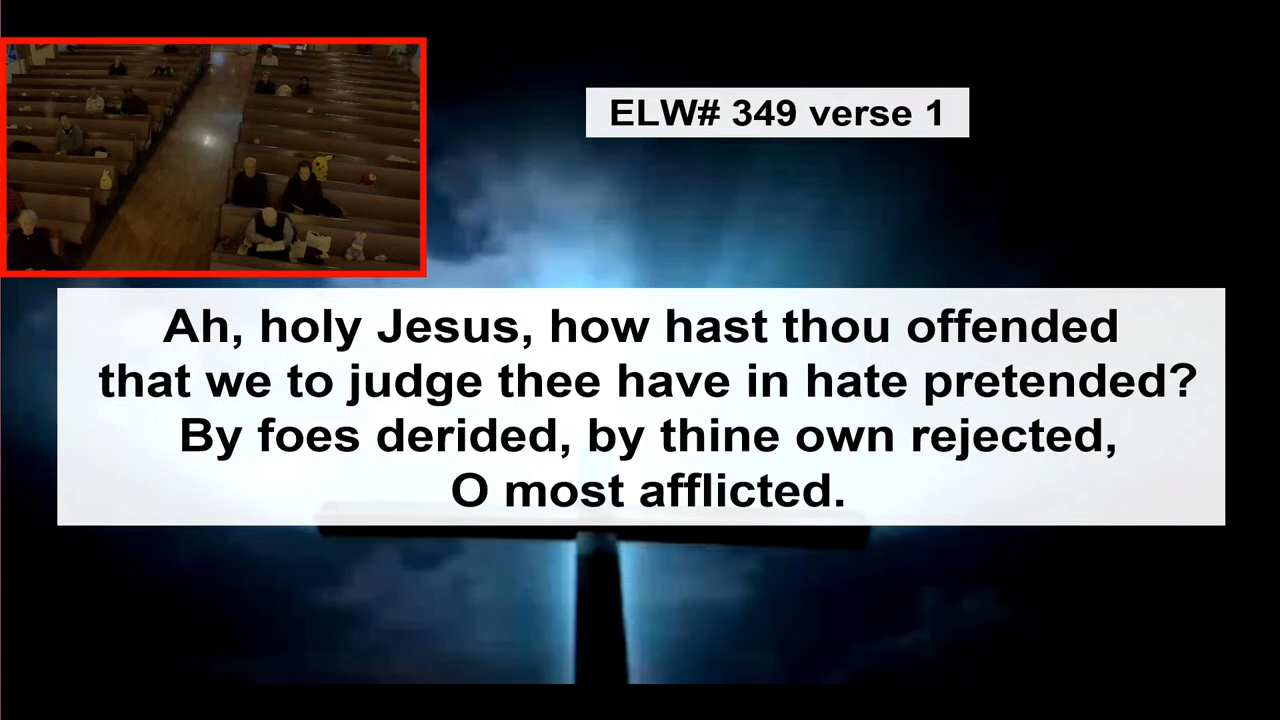 ELW# 349 verse 1
Ah, holy Jesus, how hast thou offended
that we to judge thee have in hate pretended?
By foes derided, by thine own rejected,
O most afflicted.